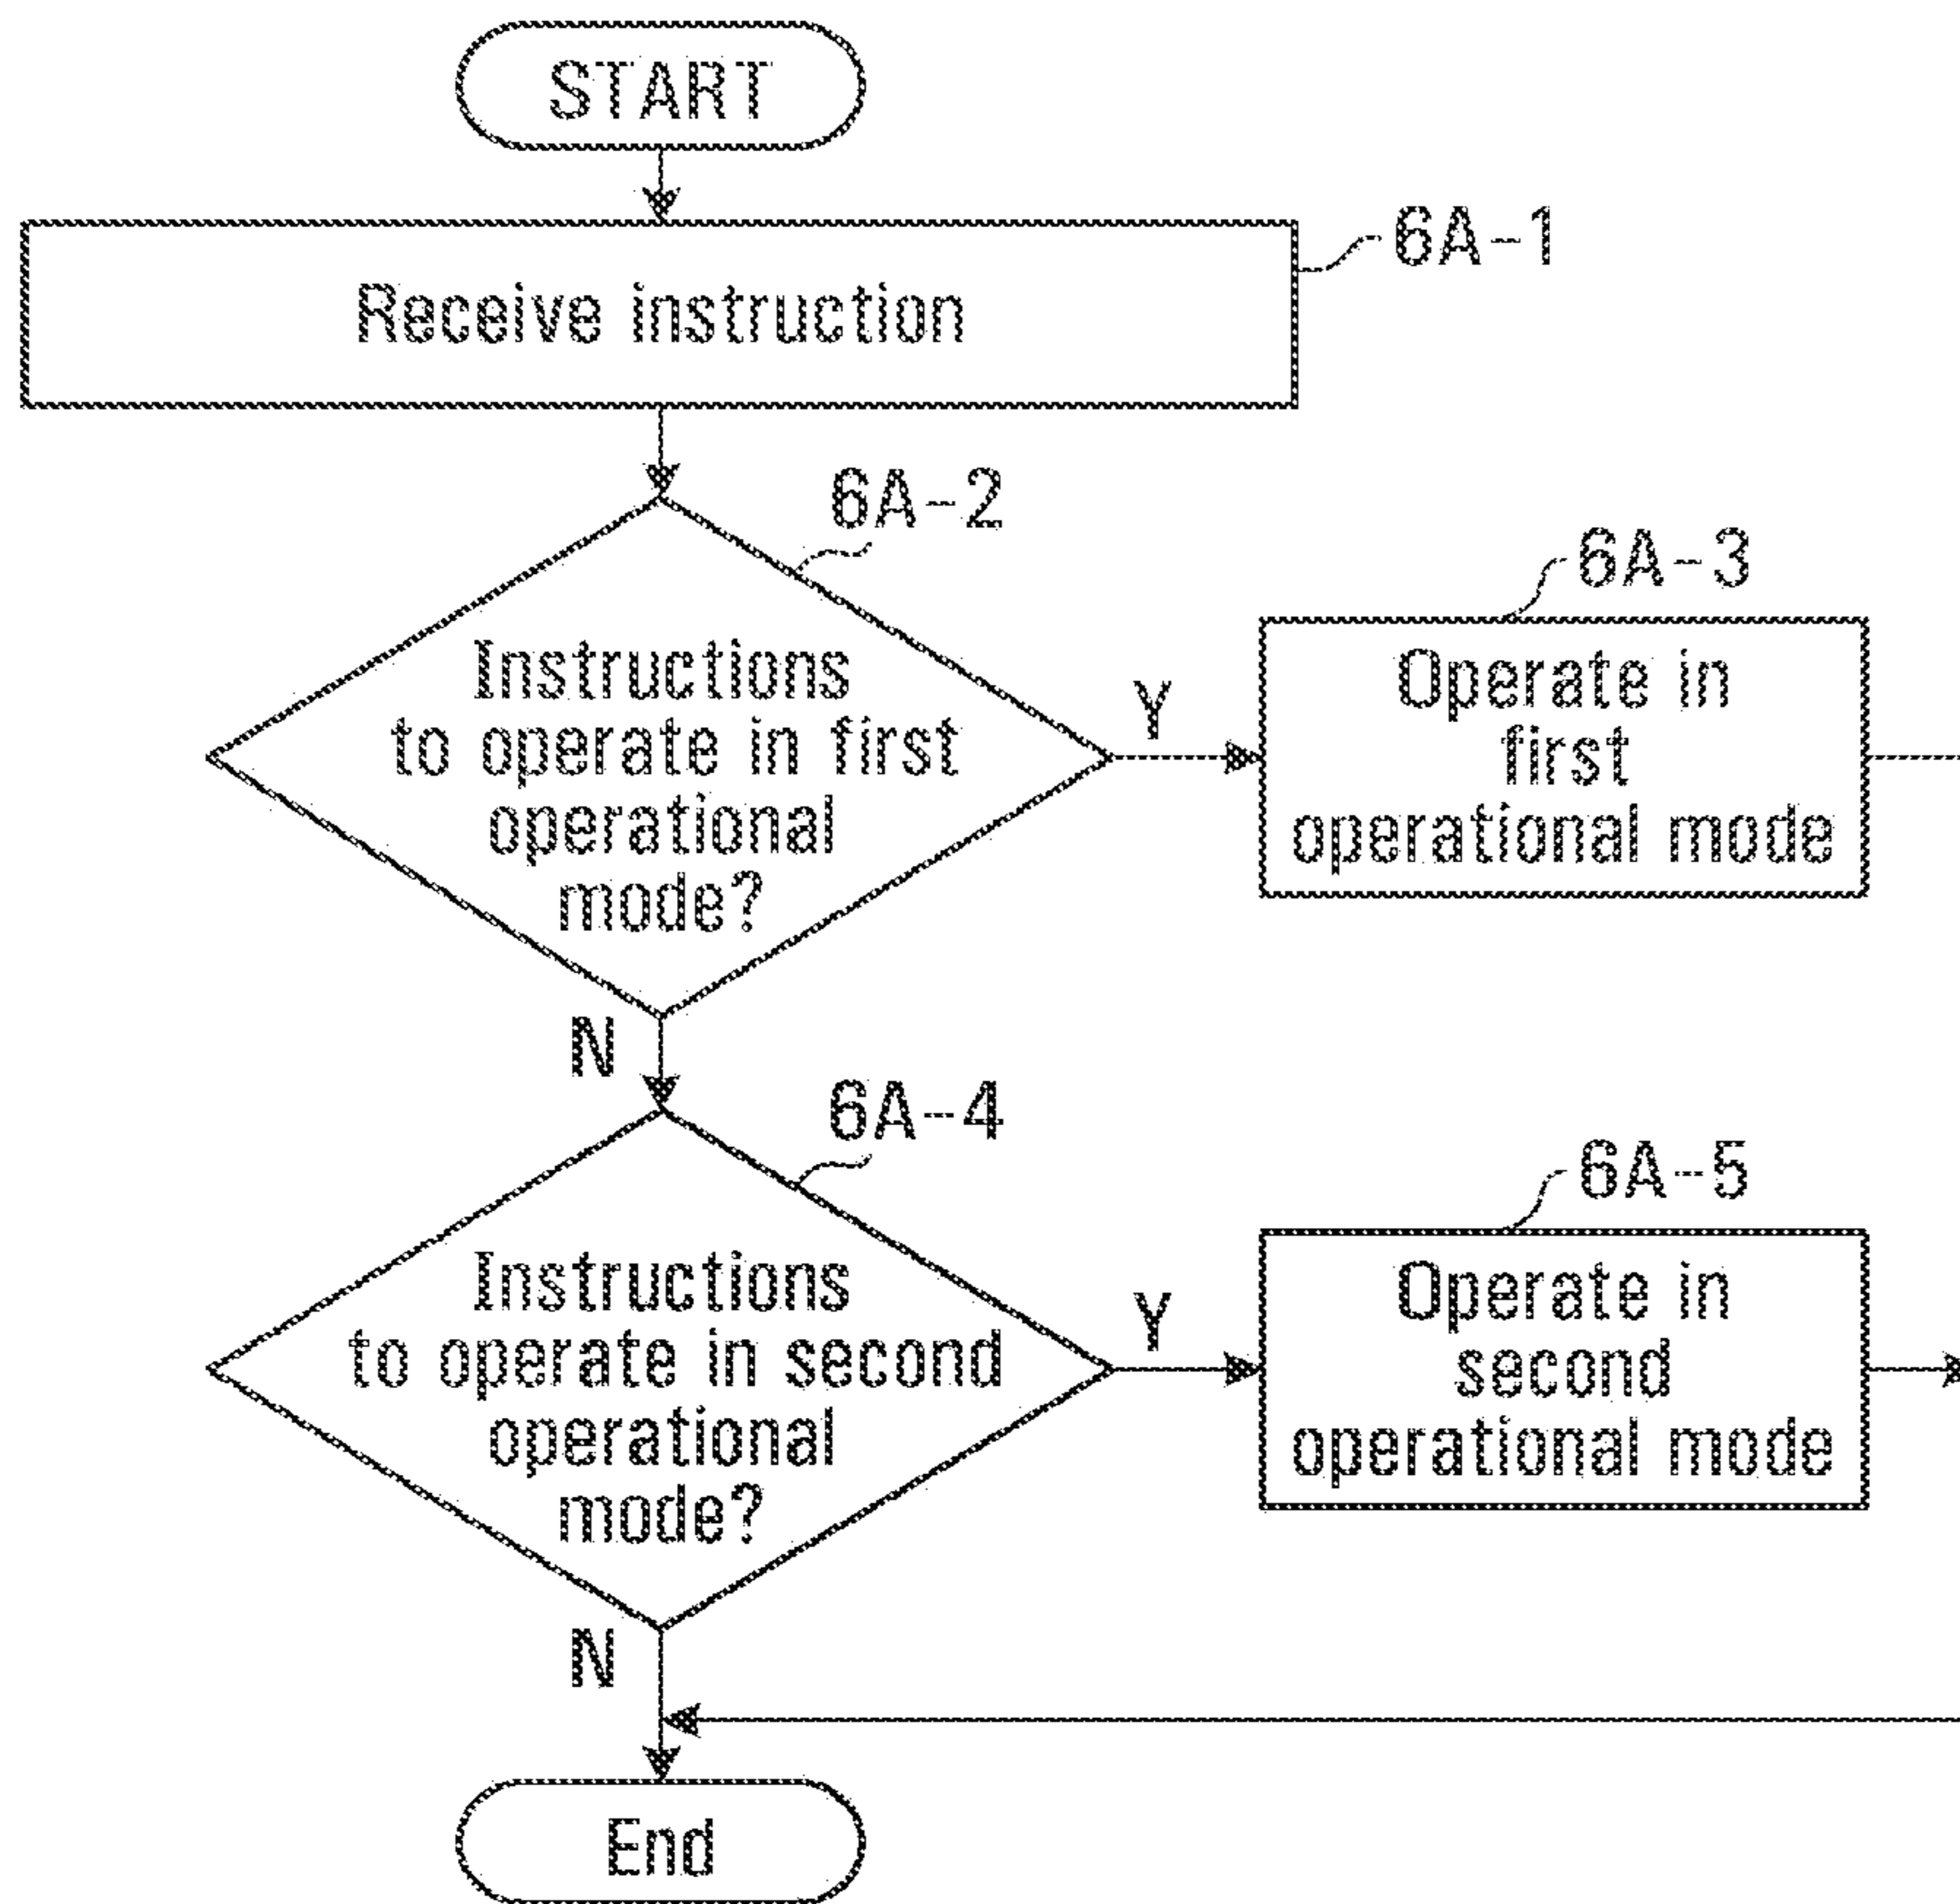 START
6A-1
Receive instruction
6A-2
Instructions
to operate in first
operational
mode?
Y
6A-3
Operate in
first
operational mode
N
6A-4
Instructions
to operate in second
operational
mode?
Y
6A-5
Operate in
second
operational mode
N
End